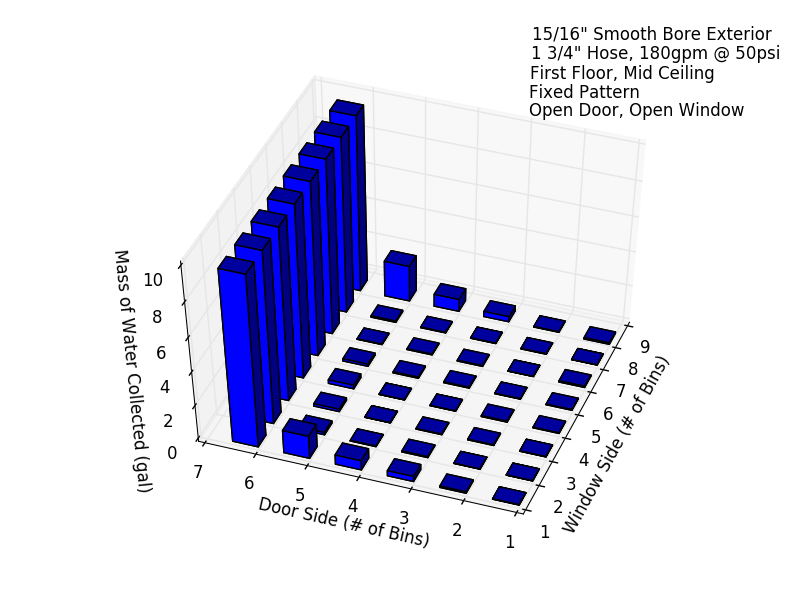 15/16" Smooth Bore Exterior
1 3/4" Hose, 180gpm @ 50psi
First Floor, Mid Ceiling
Fixed Pattern
Open Door, Open Window
Mass of Water Collected (gal)
10
8
6
4
2
0
7
6
5
4
3
2
1
Door Side (# of Bins)
9
8
7
6
5
4
3
2
1
Window Side (# of Bins)